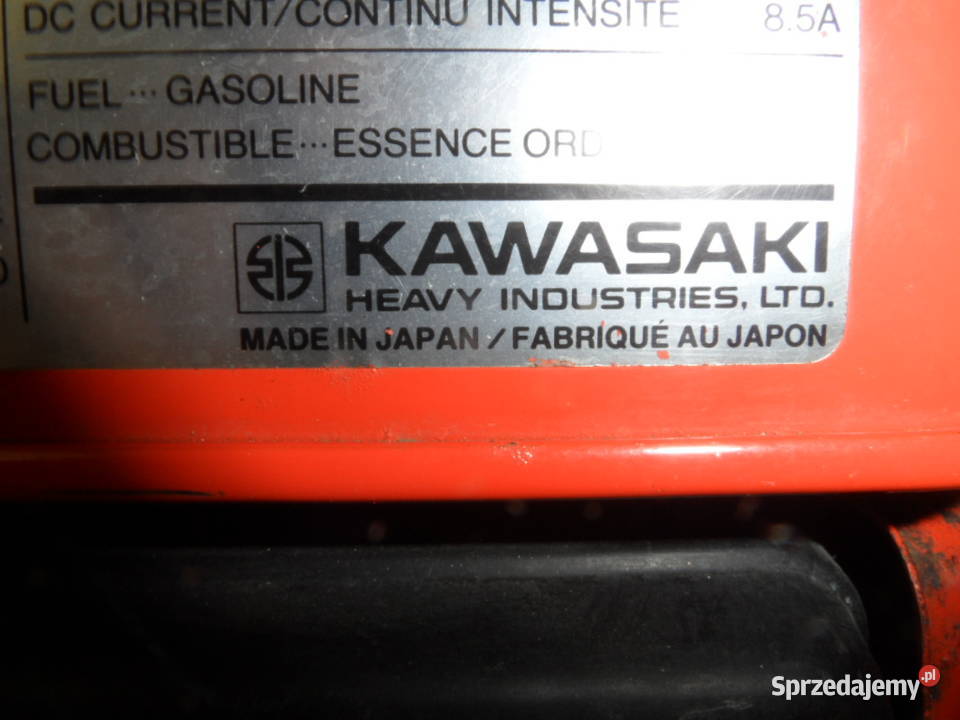 DC CURRENT/CONTINU INTENSITÉ 8.5A
FUEL ··· GASOLINE
COMBUSTIBLE ··· ESSENCE ORD
KAWASAKI
HEAVY INDUSTRIES, LTD.
MADE IN JAPAN / FABRIQUÉ AU JAPON
Sprzedajemy.pl